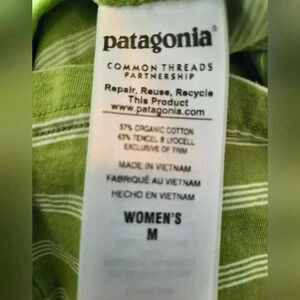 patagonia®
COMMON THREADS
PARTNERSHIP
Repair, Reuse, Recycle
This Product
www.patagonia.com
57% ORGANIC COTTON
43% TENCEL ® LYOCELL
EXCLUSIVE OF TRIM
MADE IN VIETNAM
FABRIQUÉ AU VIETNAM
HECHO EN VIETNAM
WOMEN'S
M